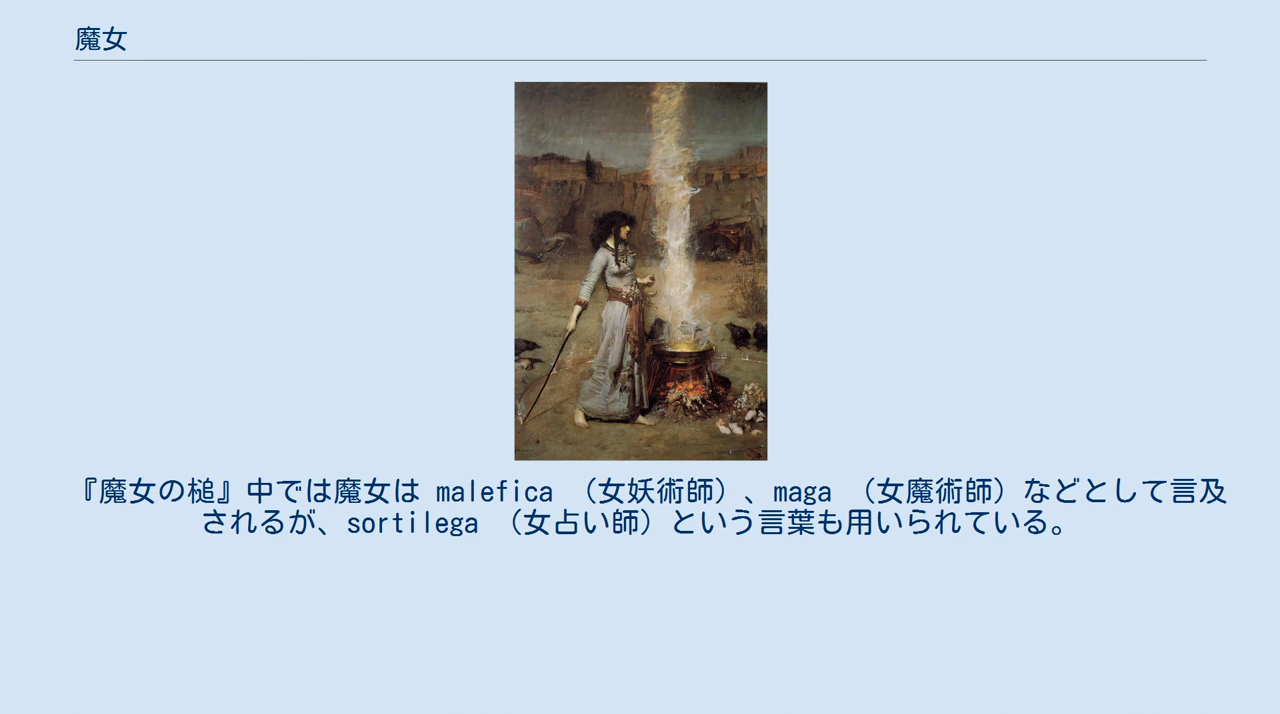 魔女
『魔女の槌』中では魔女は malefica （女妖術師）、maga （女魔術師）などとして言及
されるが、sortilega （女占い師）という言葉も用いられている。